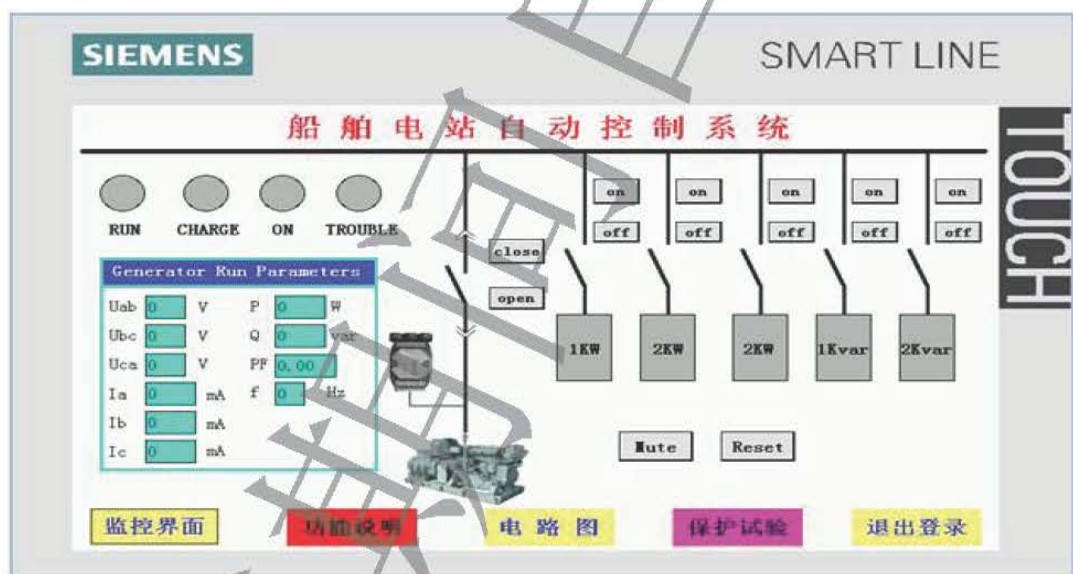 SIEMENS
SMART LINE
TOUCH
船舶电站自动控制系统
RUN CHARGE ON TROUBLE
on on on on on
off off off off off
close
open
Generator Run Parameters
Uab 0 V P 0 W
Ubc 0 V Q 0 var
Uca 0 V PF 0.00
Ia 0 mA f 0 Hz
Ib 0 mA
Ic 0 mA
1KW 2KW 2KW 1Kvar 2Kvar
Mute Reset
监控界面 功能说明 电路图 保护试验 退出登录